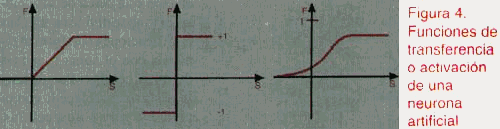 F
S
F
+1
-1
S
F
1
S
Figura 4.
Funciones de
transferencia
o activación
de una
neurona
artificial